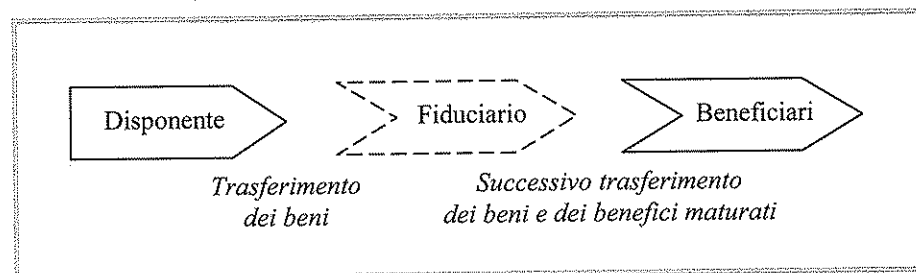 Disponente
Fiduciario
Beneficiari
Trasferimento
dei beni
Successivo trasferimento
dei beni e dei benefici maturati